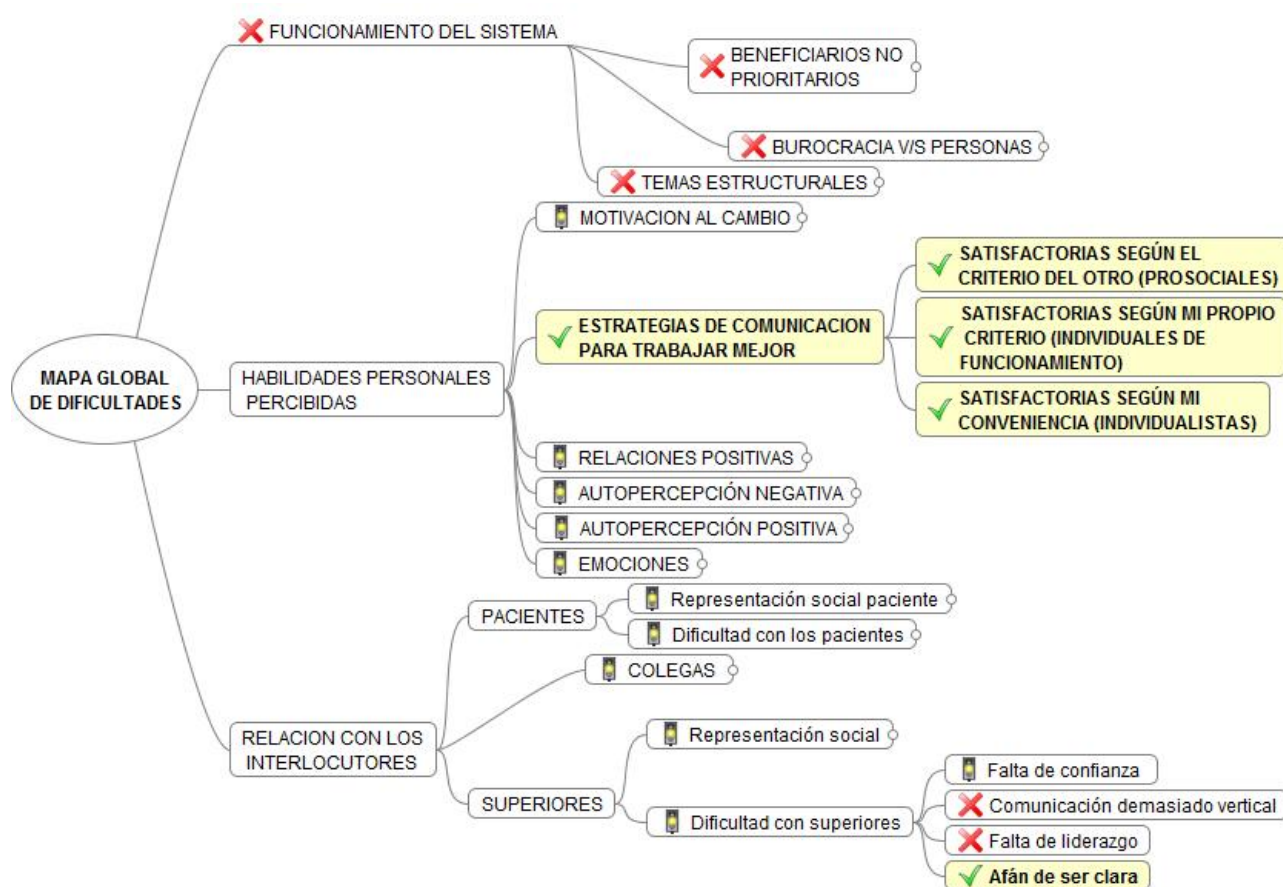 FUNCIONAMIENTO DEL SISTEMA
BENEFICIARIOS NO
PRIORITARIOS
BUROCRACIA V/S PERSONAS
TEMAS ESTRUCTURALES
MAPA GLOBAL
DE DIFICULTADES
HABILIDADES PERSONALES
PERCIBIDAS
MOTIVACION AL CAMBIO
ESTRATEGIAS DE COMUNICACION
PARA TRABAJAR MEJOR
SATISFACTORIAS SEGÚN EL
CRITERIO DEL OTRO (PROSOCIALES)
SATISFACTORIAS SEGÚN MI PROPIO
CRITERIO (INDIVIDUALES DE
FUNCIONAMIENTO)
SATISFACTORIAS SEGÚN MI
CONVENIENCIA (INDIVIDUALISTAS)
RELACIONES POSITIVAS
AUTOPERCEPCIÓN NEGATIVA
AUTOPERCEPCIÓN POSITIVA
EMOCIONES
RELACION CON LOS
INTERLOCUTORES
PACIENTES
Representación social paciente
Dificultad con los pacientes
COLEGAS
SUPERIORES
Representación social
Dificultad con superiores
Falta de confianza
Comunicación demasiado vertical
Falta de liderazgo
Afán de ser clara